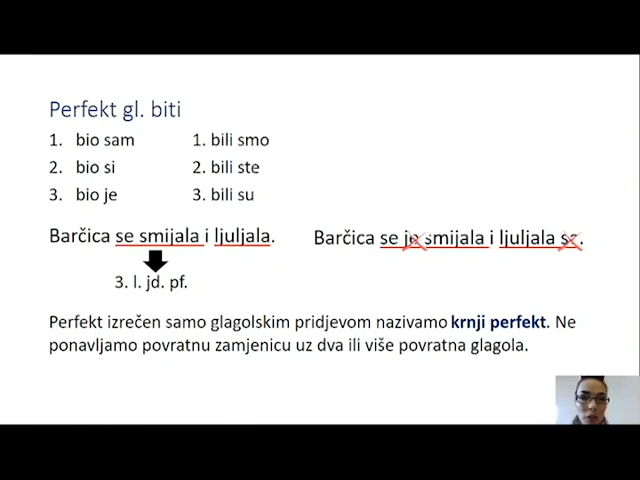 Perfekt gl. biti
1. bio sam 1. bili smo
2. bio si 2. bili ste
3. bio je 3. bili su
Barčica se smijala i ljuljala. Barčica se je smijala i ljuljala se.
3. l. jd. pf.
Perfekt izrečen samo glagolskim pridjevom nazivamo krnji perfekt. Ne
ponavljamo povratnu zamjenicu uz dva ili više povratna glagola.